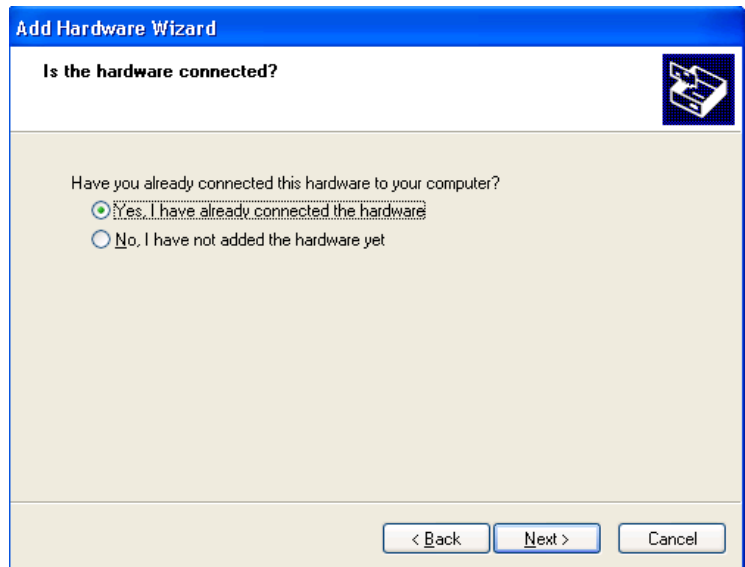 Add Hardware Wizard
Is the hardware connected?
Have you already connected this hardware to your computer?
Yes, I have already connected the hardware
No, I have not added the hardware yet
< Back
Next >
Cancel